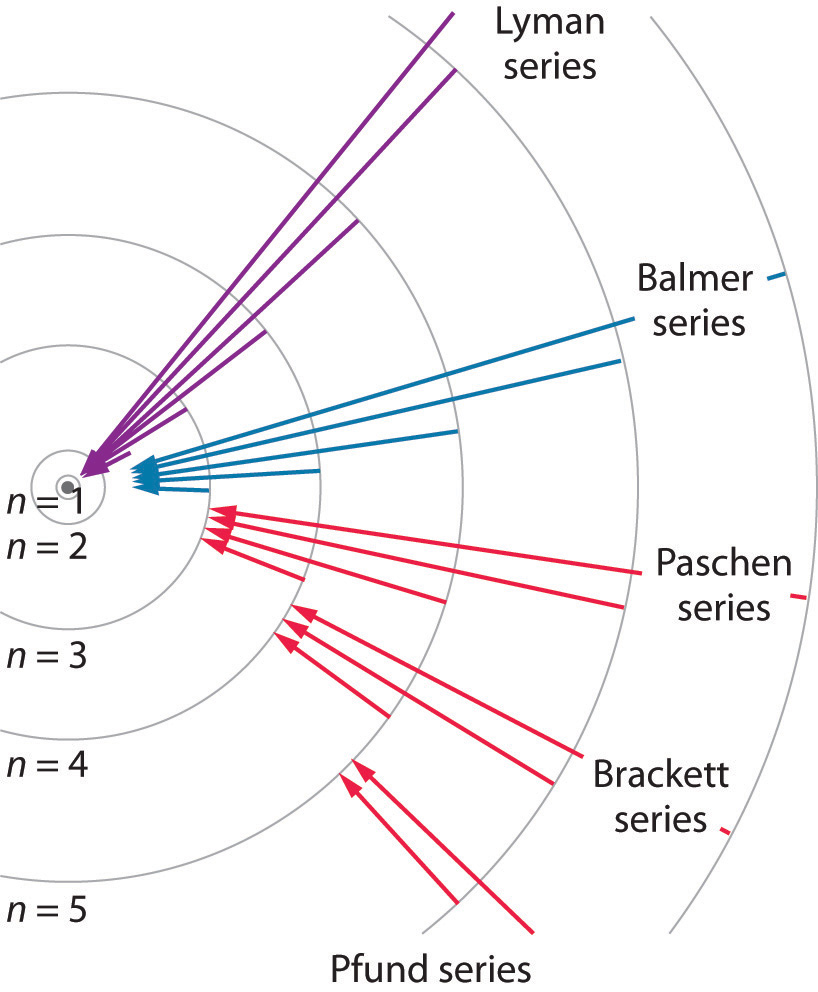 Lyman
series
Balmer
series
n = 1
n = 2
Paschen
series
n = 3
n = 4
Brackett
series
n = 5
Pfund series